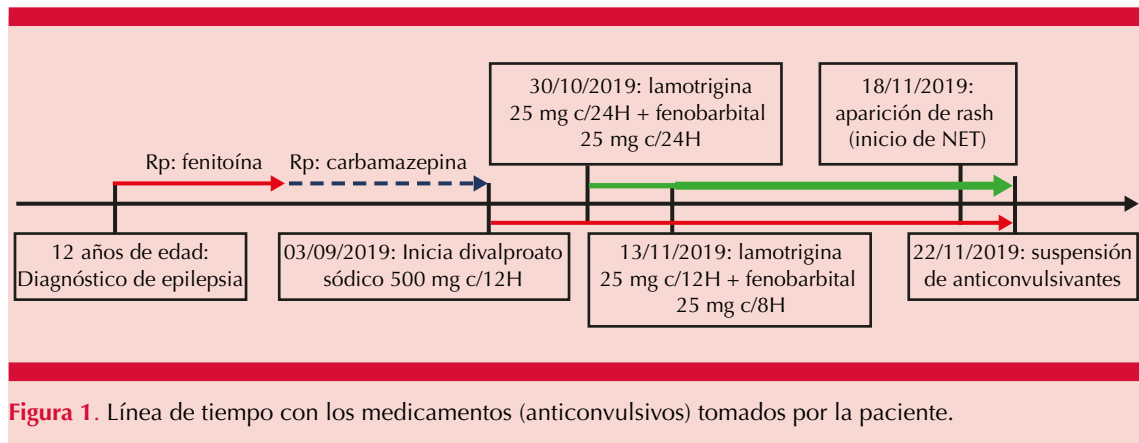 30/10/2019: lamotrigina
25 mg c/24H + fenobarbital
25 mg c/24H
18/11/2019:
aparición de rash
(inicio de NET)
Rp: fenitoína
Rp: carbamazepina
12 años de edad:
Diagnóstico de epilepsia
03/09/2019: Inicia divalproato
sódico 500 mg c/12H
13/11/2019: lamotrigina
25 mg c/12H + fenobarbital
25 mg c/8H
22/11/2019: suspensión
de anticonvulsivantes
Figura 1. Línea de tiempo con los medicamentos (anticonvulsivos) tomados por la paciente.